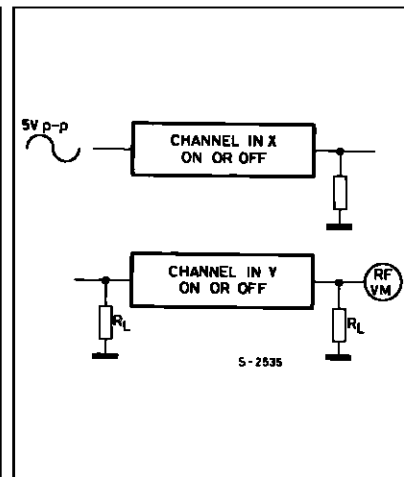 5V p-p
CHANNEL IN X
ON OR OFF
CHANNEL IN Y
ON OR OFF
RF
VM
RL
RL
S-2535